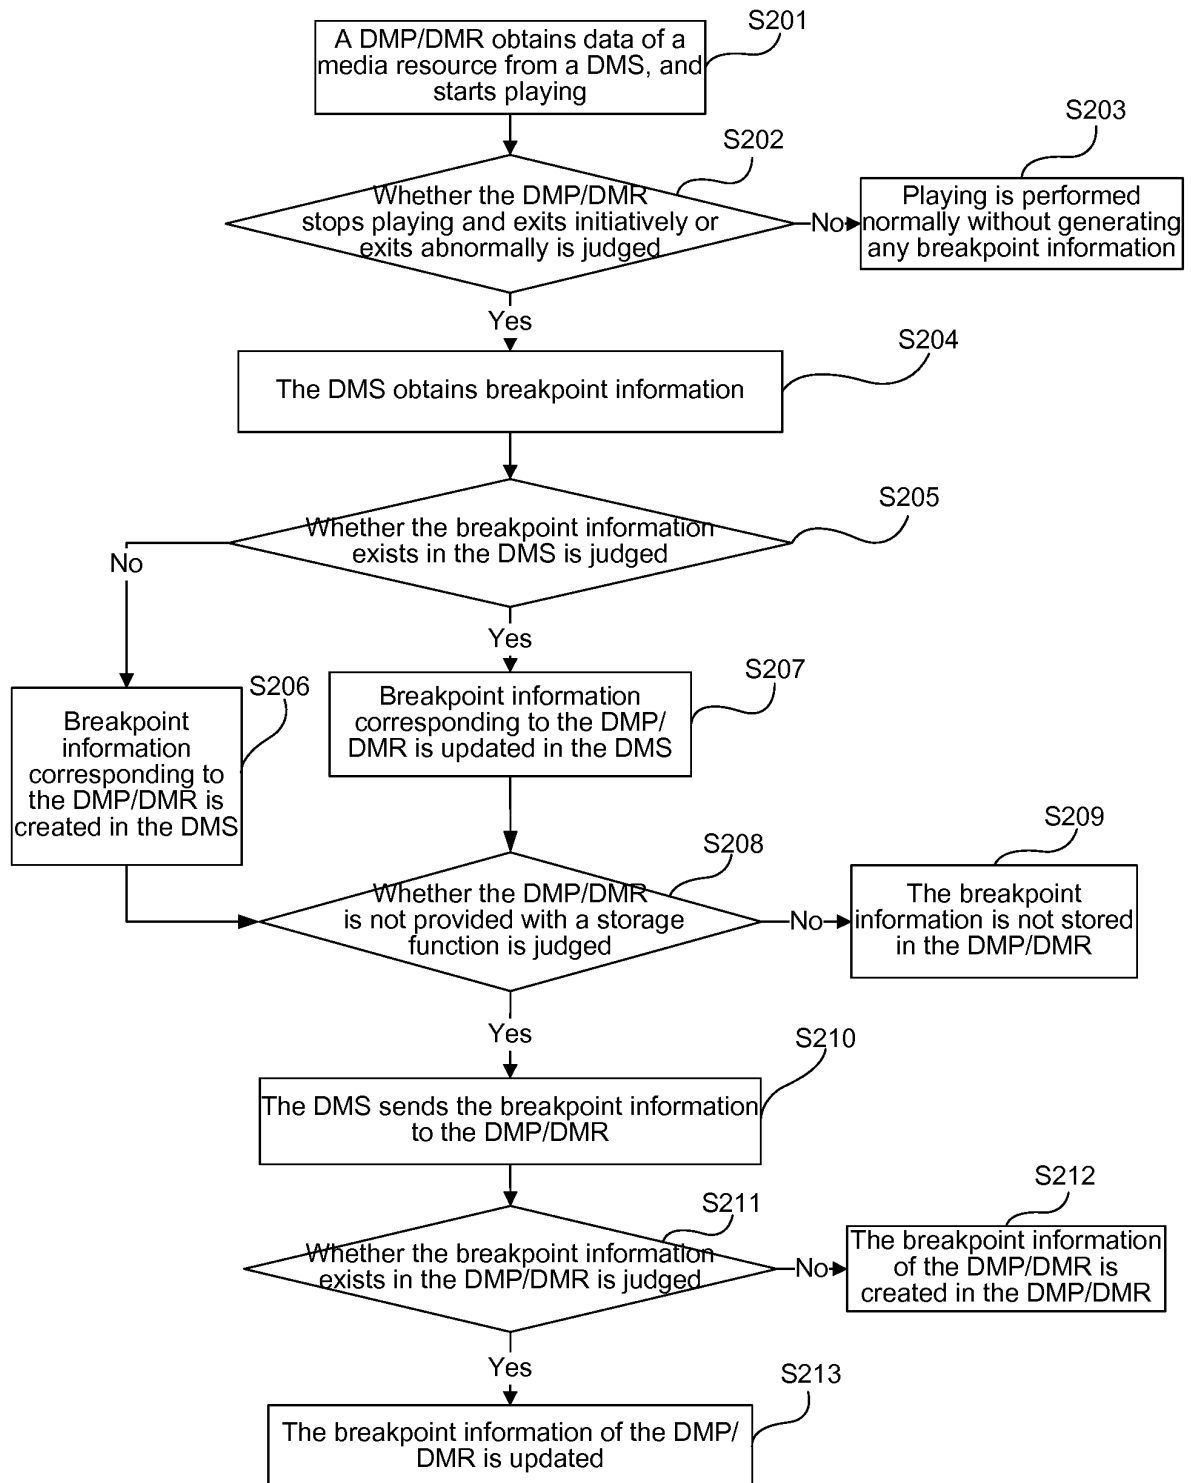 S201
A DMP/DMR obtains data of a
media resource from a DMS, and
starts playing
S202
Whether the DMP/DMR
stops playing and exits initiatively or
exits abnormally is judged
No
S203
Playing is performed
normally without generating
any breakpoint information
Yes
S204
The DMS obtains breakpoint information
S205
Whether the breakpoint information
exists in the DMS is judged
No
Yes
S206
Breakpoint
information
corresponding to
the DMP/DMR is
created in the DMS
S207
Breakpoint information
corresponding to the DMP/
DMR is updated in the DMS
S208
Whether the DMP/DMR
is not provided with a storage
function is judged
No
S209
The breakpoint
information is not stored
in the DMP/DMR
Yes
S210
The DMS sends the breakpoint information
to the DMP/DMR
S211
Whether the breakpoint information
exists in the DMP/DMR is judged
No
S212
The breakpoint information
of the DMP/DMR is
created in the DMP/DMR
Yes
S213
The breakpoint information of the DMP/
DMR is updated